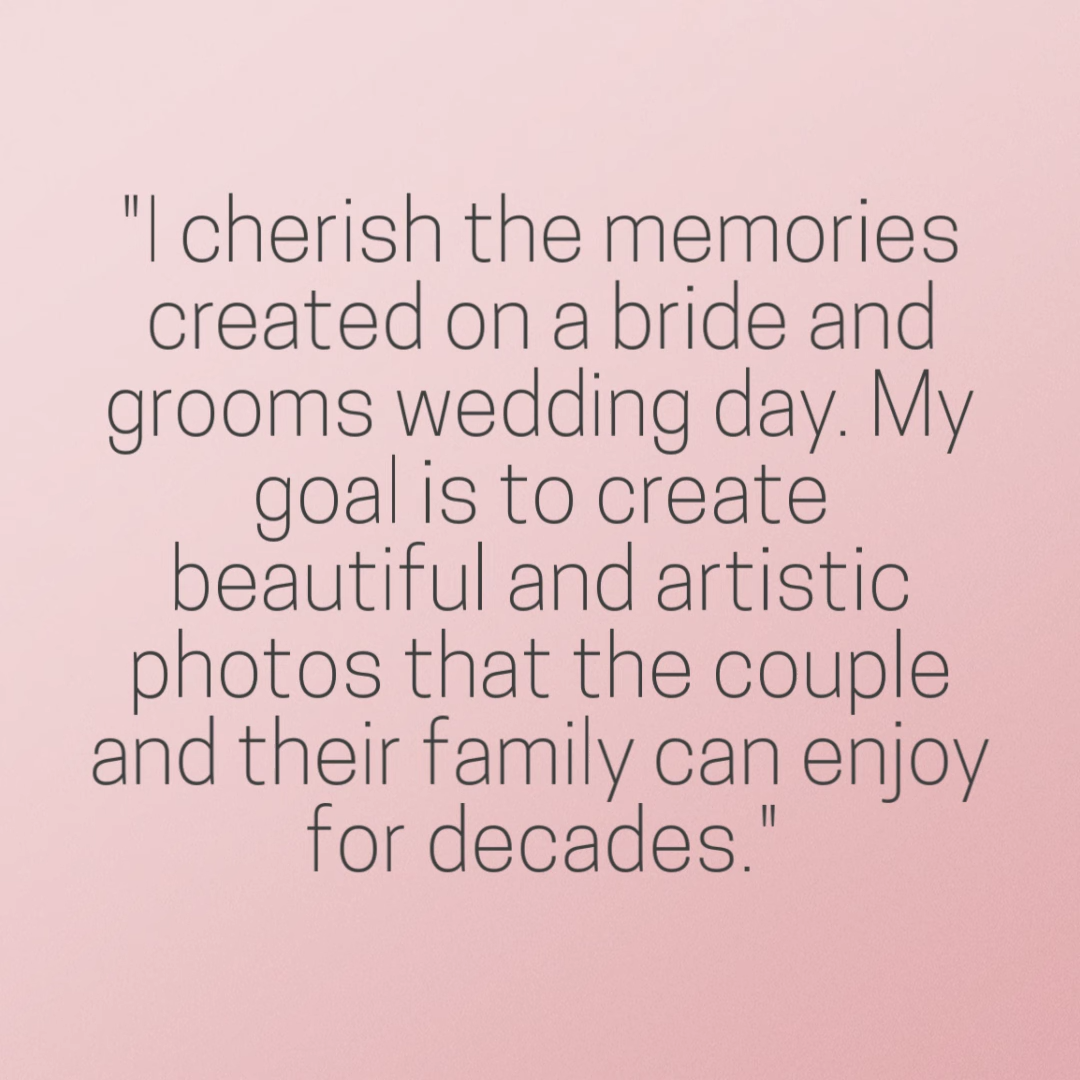 "I cherish the memories
created on a bride and
grooms wedding day. My
goal is to create
beautiful and artistic
photos that the couple
and their family can enjoy
for decades."